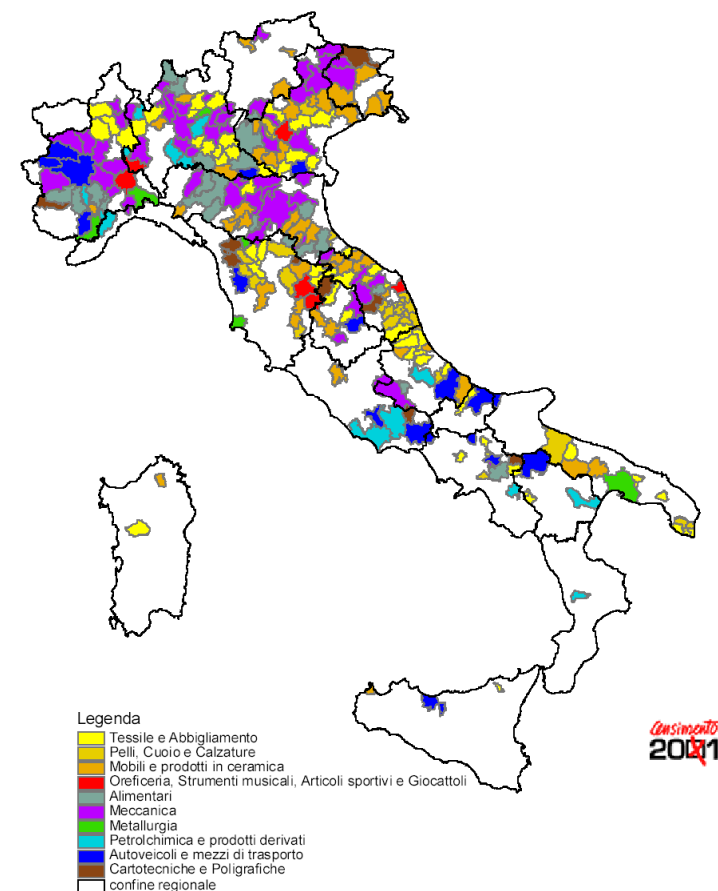 Legenda
Tessile e Abbigliamento
Pelli, Cuoio e Calzature
Mobili e prodotti in ceramica
Oreficeria, Strumenti musicali, Articoli sportivi e Giocattoli
Alimentari
Meccanica
Metallurgia
Petrolchimica e prodotti derivati
Autoveicoli e mezzi di trasporto
Cartotecniche e Poligrafiche
confine regionale
Censimento
2001